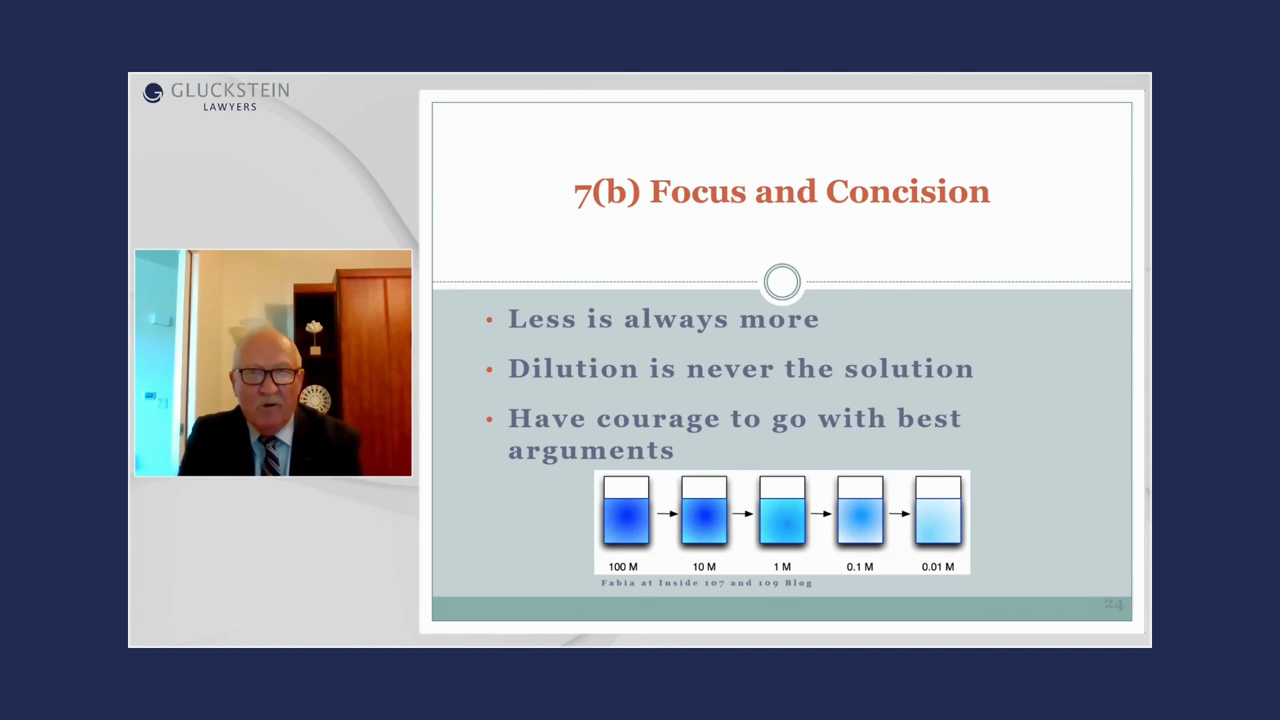 GLUCKSTEIN
LAWYERS
7(b) Focus and Concision
• Less is always more
• Dilution is never the solution
• Have courage to go with best
arguments
100 M 10 M 1 M 0.1 M 0.01 M
Fabia at Inside 107 and 109 Blog
24